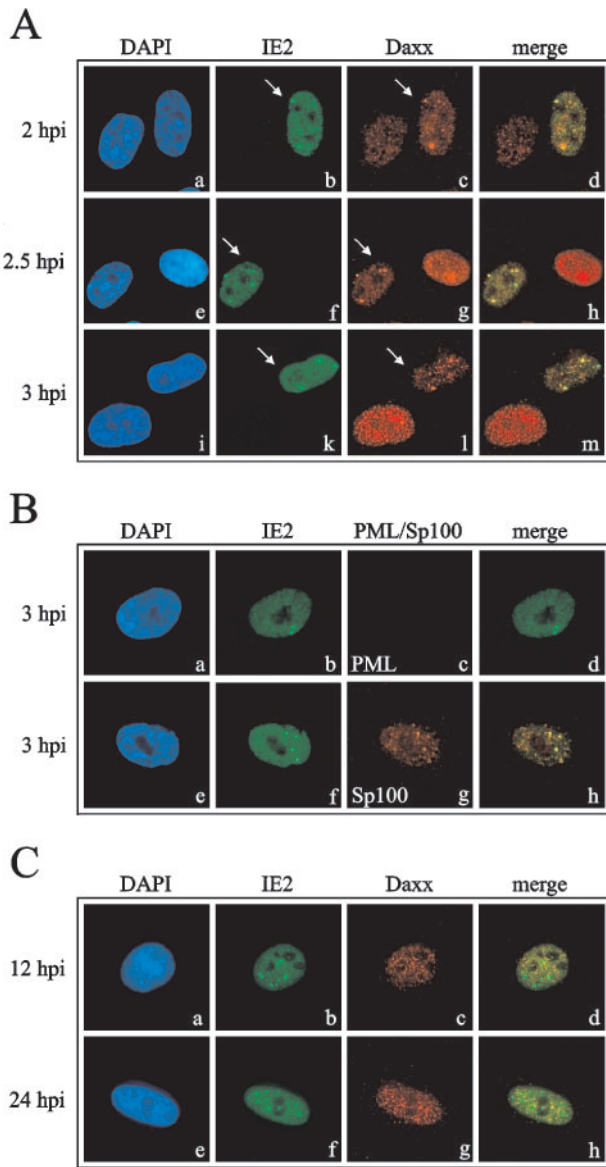 A
DAPI IE2 Daxx merge
2 hpi a b c d
2.5 hpi e f g h
3 hpi i k l m
B
DAPI IE2 PML/Sp100 merge
3 hpi a b PML c d
3 hpi e f Sp100 g h
C
DAPI IE2 Daxx merge
12 hpi a b c d
24 hpi e f g h